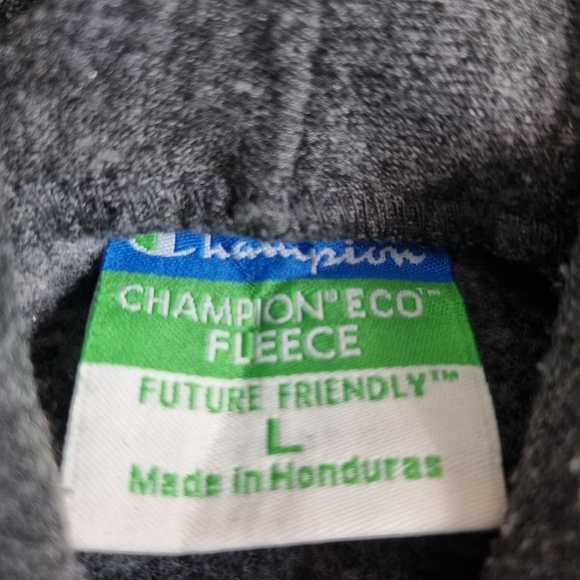 Champion
CHAMPION® ECO™
FLEECE
FUTURE FRIENDLY™
L
Made in Honduras